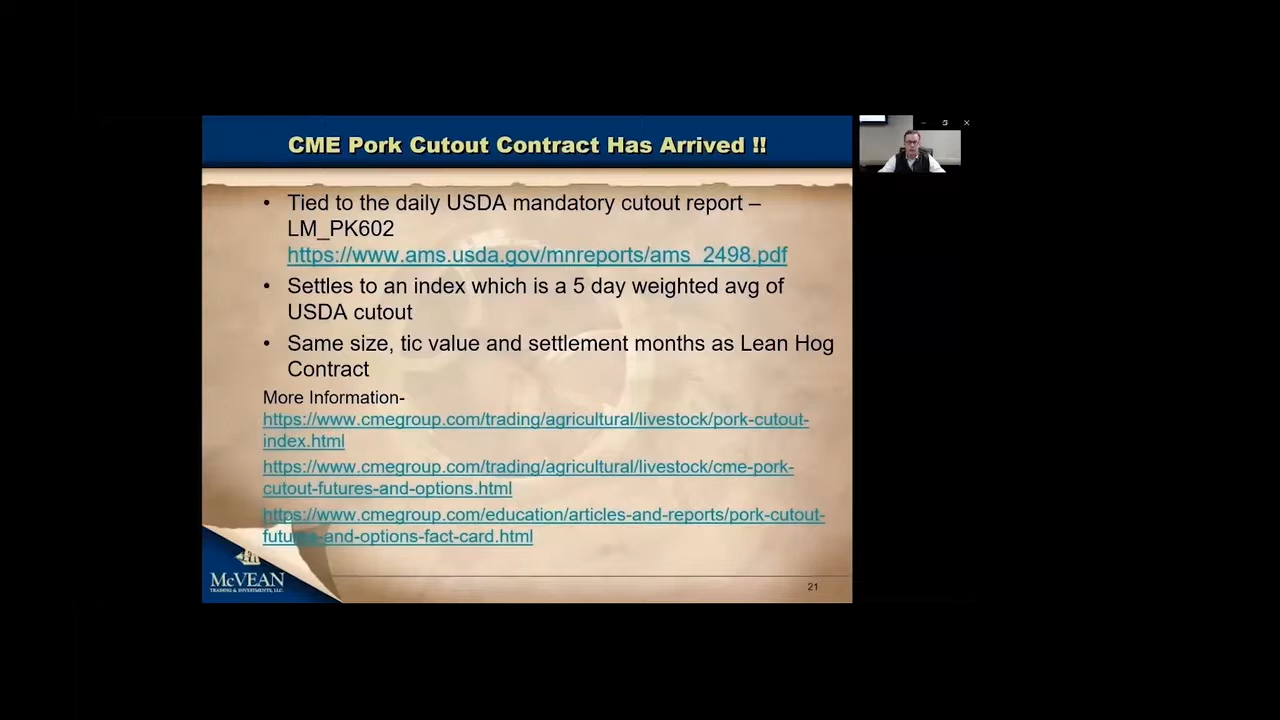 CME Pork Cutout Contract Has Arrived !!
• Tied to the daily USDA mandatory cutout report –
LM_PK602
https://www.ams.usda.gov/mnreports/ams_2498.pdf
• Settles to an index which is a 5 day weighted avg of
USDA cutout
• Same size, tic value and settlement months as Lean Hog
Contract
More Information-
https://www.cmegroup.com/trading/agricultural/livestock/pork-cutout-
index.html
https://www.cmegroup.com/trading/agricultural/livestock/cme-pork-
cutout-futures-and-options.html
https://www.cmegroup.com/education/articles-and-reports/pork-cutout-
futures-and-options-fact-card.html
McVEAN
TRADING & INVESTMENTS, LLC.
21